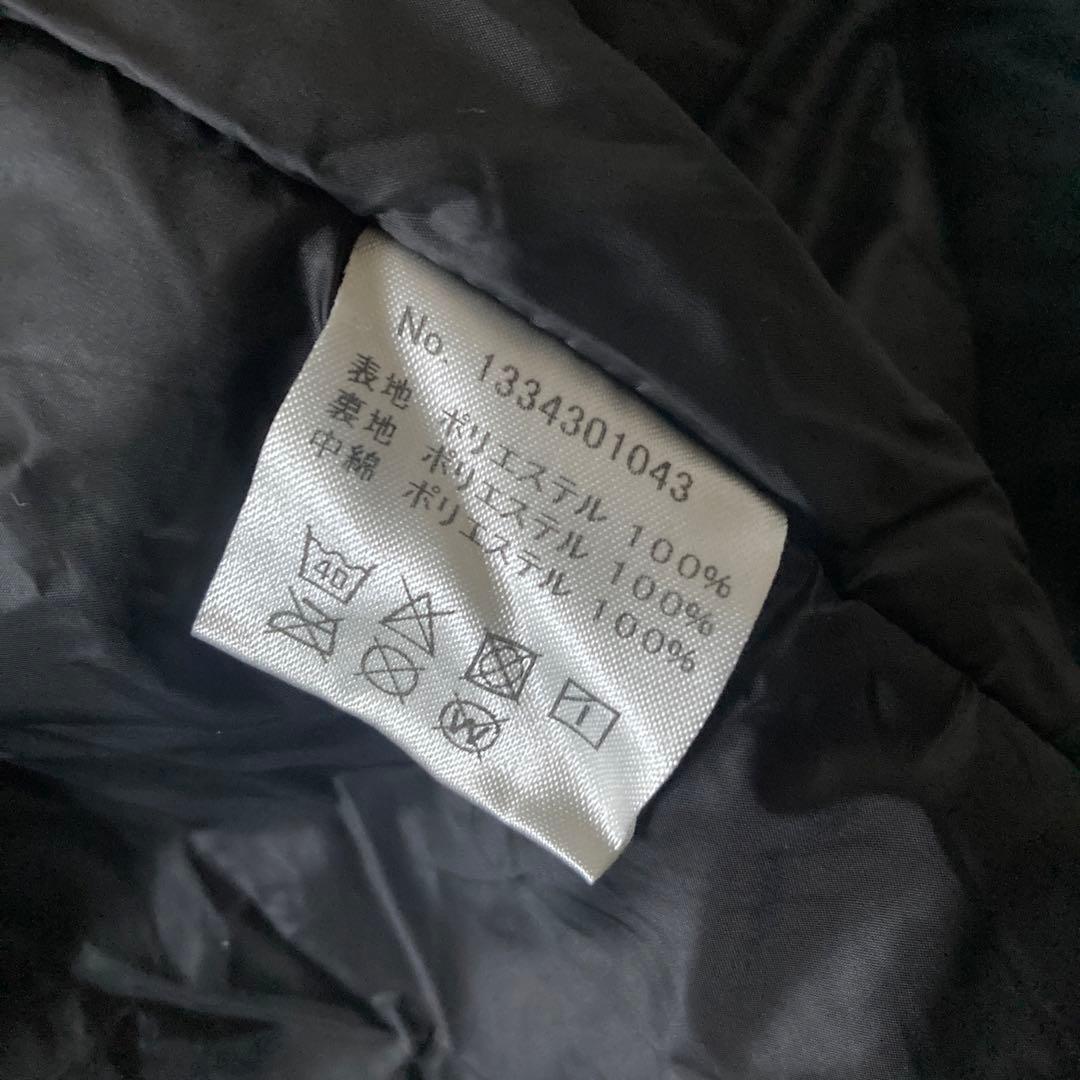 No. 1334301043
表地 ポリエステル 100%
裏地 ポリエステル 100%
中綿 ポリエステル 100%
40
W